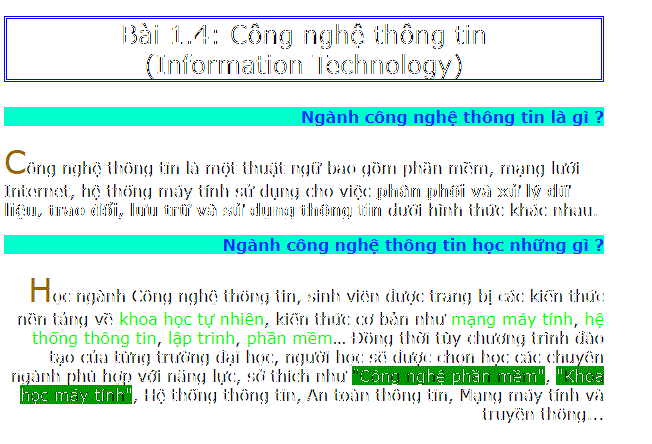 Bài 1.4: Công nghệ thông tin
(Information Technology)
Ngành công nghệ thông tin là gì ?
Công nghệ thông tin là một thuật ngữ bao gồm phần mềm, mạng lưới
Internet, hệ thống máy tính sử dụng cho việc phân phối và xử lý dữ
liệu, trao đổi, lưu trữ và sử dụng thông tin dưới hình thức khác nhau.
Ngành công nghệ thông tin học những gì ?
Học ngành Công nghệ thông tin, sinh viên được trang bị các kiến thức
nền tảng về khoa học tự nhiên, kiến thức cơ bản như mạng máy tính, hệ
thống thông tin, lập trình, phần mềm... Đồng thời tùy chương trình đào
tạo của từng trường đại học, người học sẽ được chọn học các chuyên
ngành phù hợp với năng lực, sở thích như "Công nghệ phần mềm", "Khoa
học máy tính", Hệ thống thông tin, An toàn thông tin, Mạng máy tính và
truyền thông...